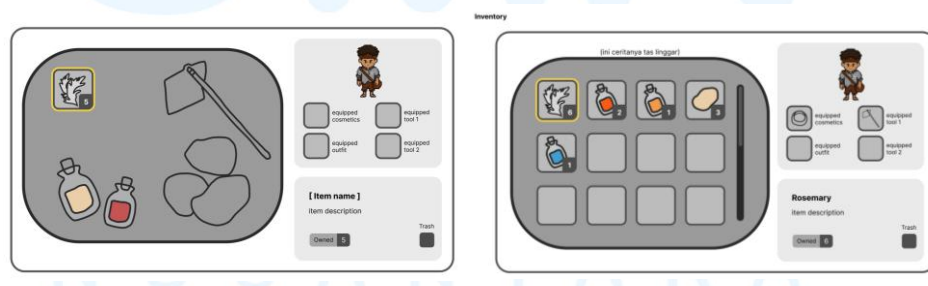 Inventory
5
equipped
cosmetics
equipped
tool 1
equipped
outfit
equipped
tool 2
[ Item name ]
Item description
Owned 5
Trash
(ini ceritanya tas linggar)
6
2
1
3
1
equipped
cosmetics
equipped
tool 1
equipped
outfit
equipped
tool 2
Rosemary
Item description
Owned 6
Trash